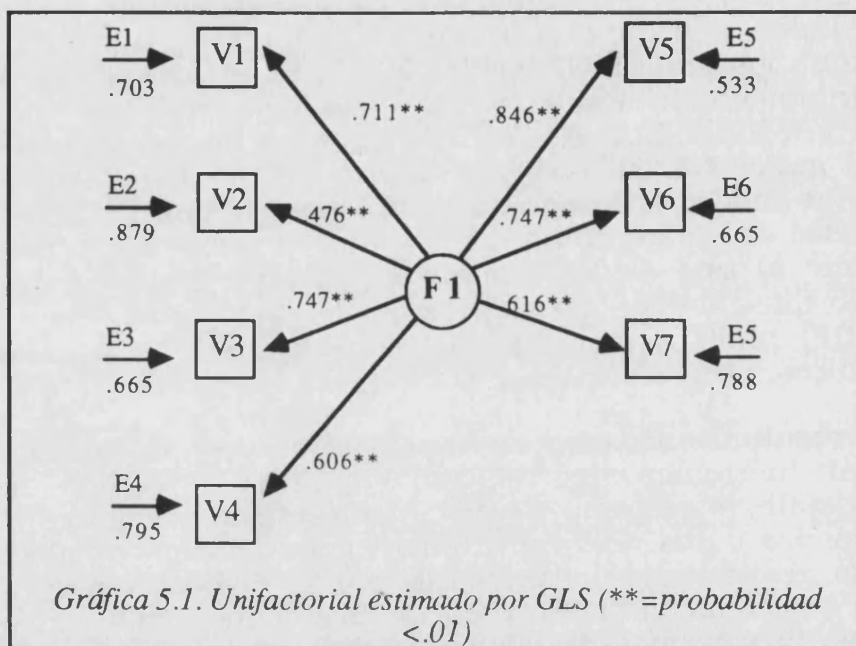 E1
V1
.703
.711**
E2
V2
.879
476**
E3
V3
.665
.747**
E4
V4
.795
.606**
F1
V5
E5
.533
.846**
V6
E6
.665
.747**
V7
E5
.788
616**
Gráfica 5.1. Unifactorial estimado por GLS (**=probabilidad
<.01)